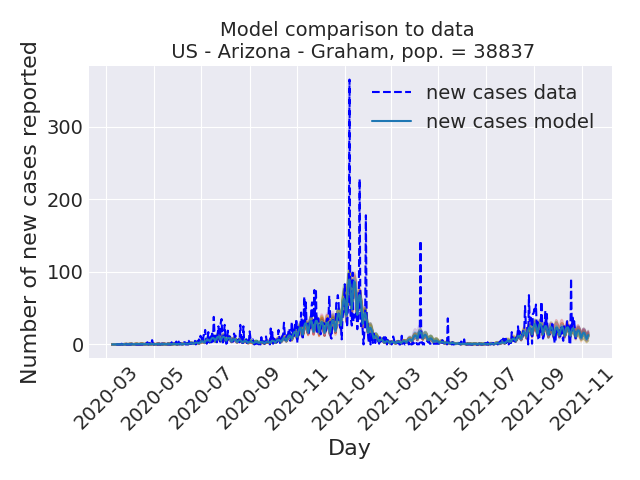 Model comparison to data
US - Arizona - Graham, pop. = 38837
Number of new cases reported
300
200
100
0
new cases data
new cases model
2020-03
2020-05
2020-07
2020-09
2020-11
2021-01
2021-03
2021-05
2021-07
2021-09
2021-11
Day